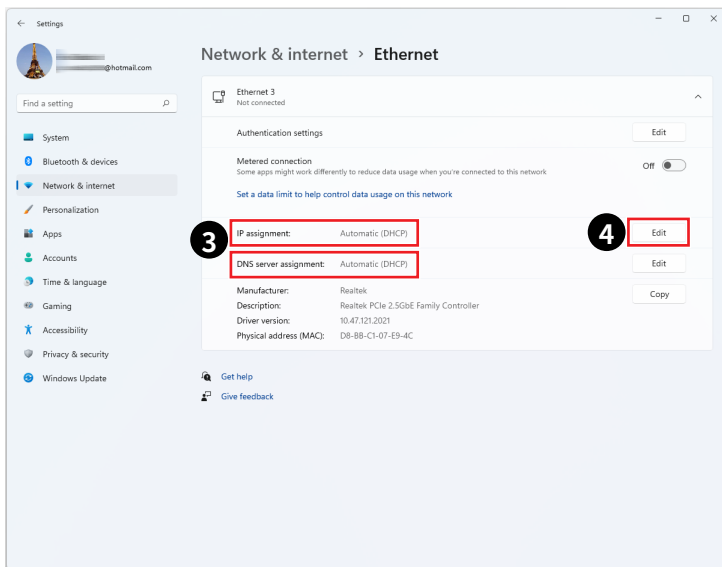 Settings
@hotmail.com
Find a setting
System
Bluetooth & devices
Network & internet
Personalization
Apps
Accounts
Time & language
Gaming
Accessibility
Privacy & security
Windows Update
Network & internet > Ethernet
Ethernet 3
Not connected
Authentication settings
Edit
Metered connection
Some apps might work differently to reduce data usage when you're connected to this network
Off
Set a data limit to help control data usage on this network
3
IP assignment: Automatic (DHCP)
4
Edit
DNS server assignment: Automatic (DHCP)
Edit
Manufacturer: Realtek
Copy
Description: Realtek PCIe 2.5GbE Family Controller
Driver version: 10.47.121.2021
Physical address (MAC): D8-BB-C1-07-E9-4C
Get help
Give feedback